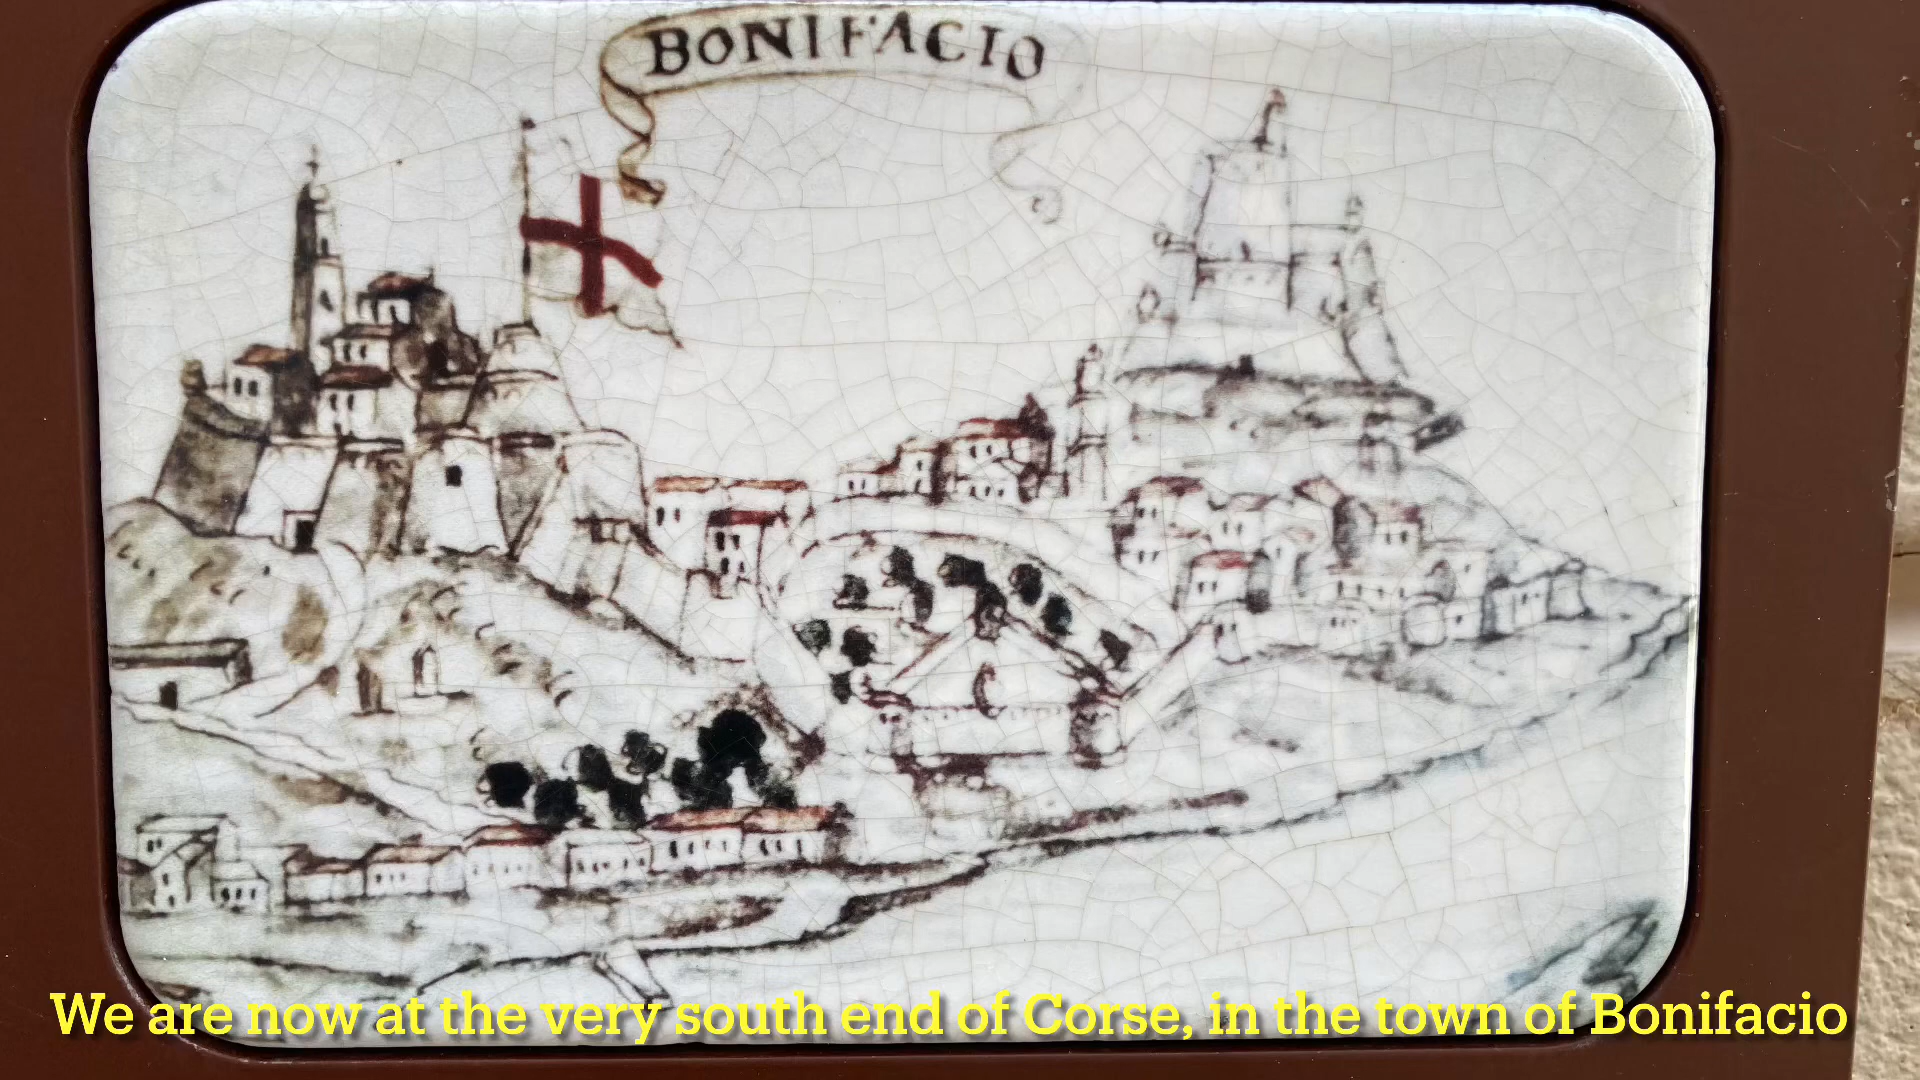 BONIFACIO
We are now at the very south end of Corse, in the town of Bonifacio